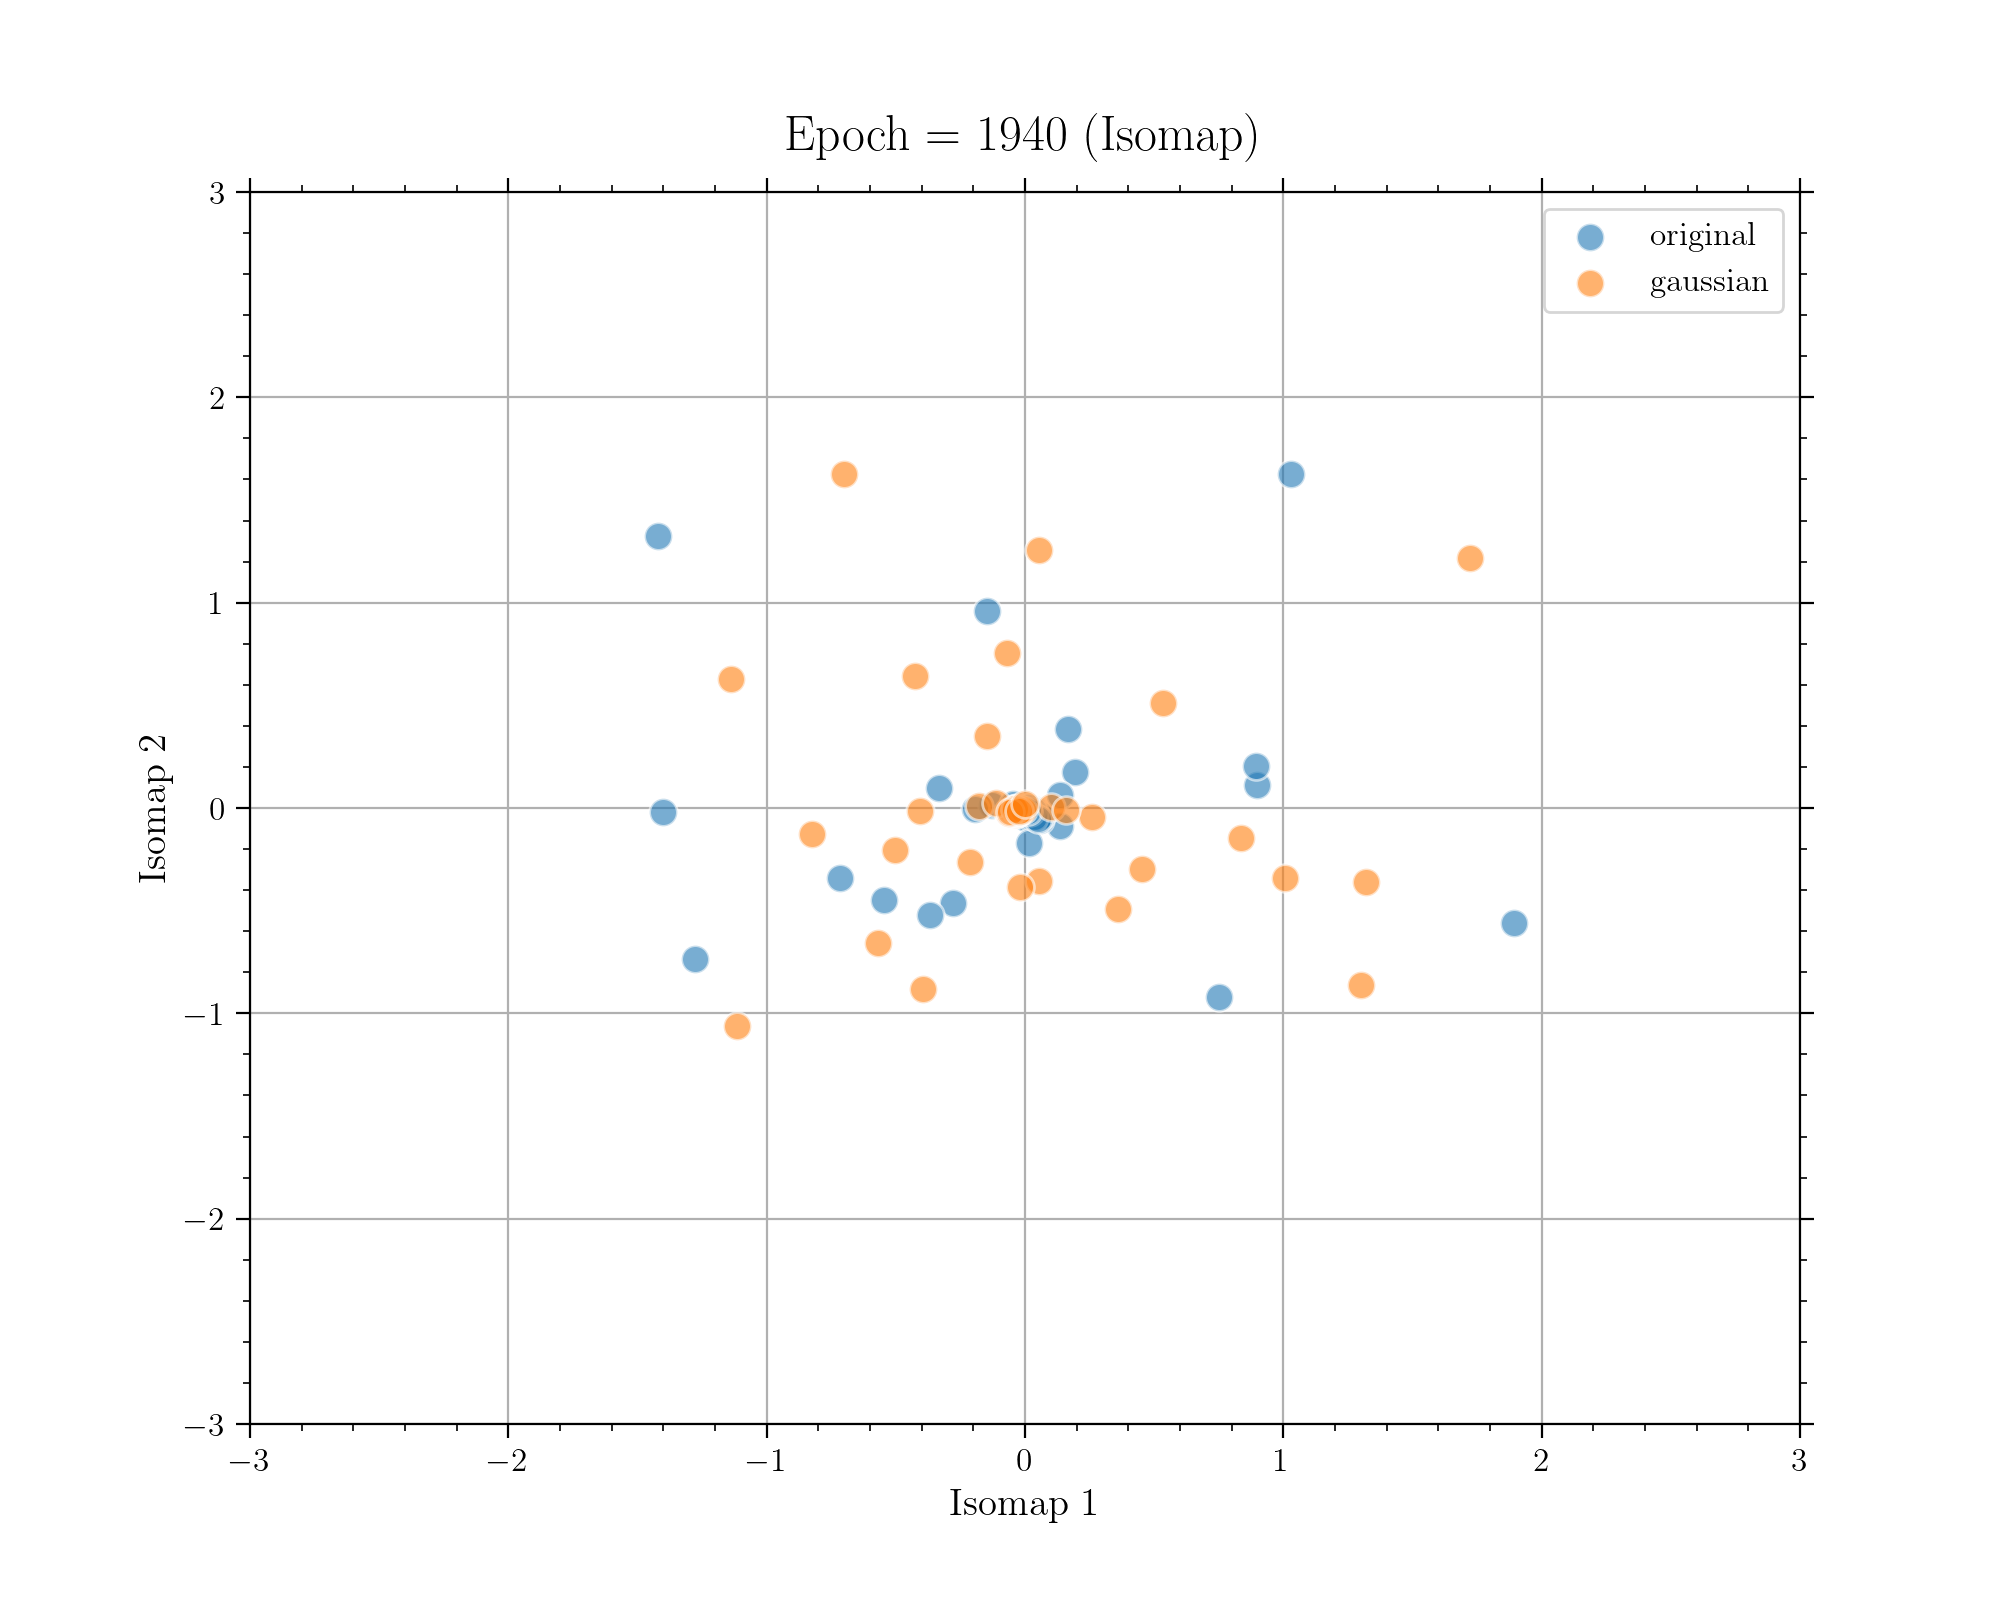 Epoch = 1940 (Isomap)
original
gaussian
3
2
1
0
−1
−2
−3
Isomap 2
−3
−2
−1
0
1
2
3
Isomap 1